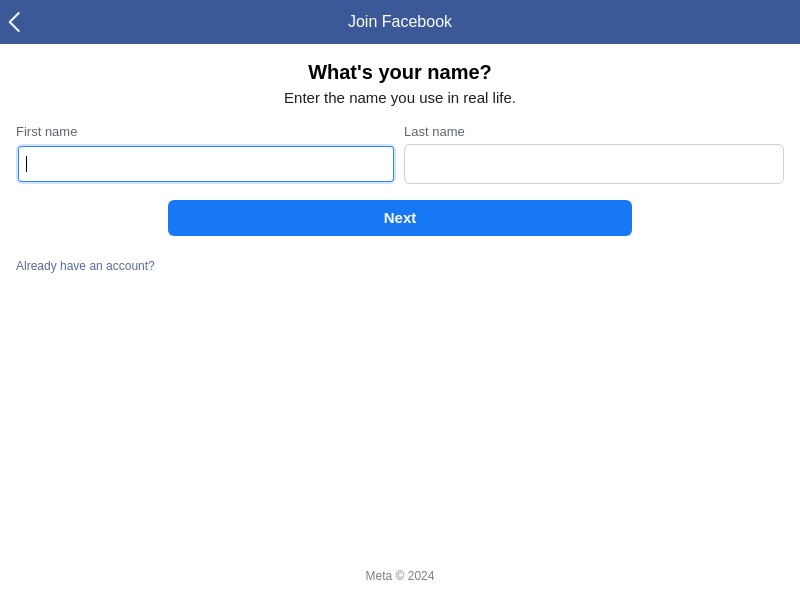 Join Facebook
What's your name?
Enter the name you use in real life.
First name
Last name
Next
Already have an account?
Meta © 2024